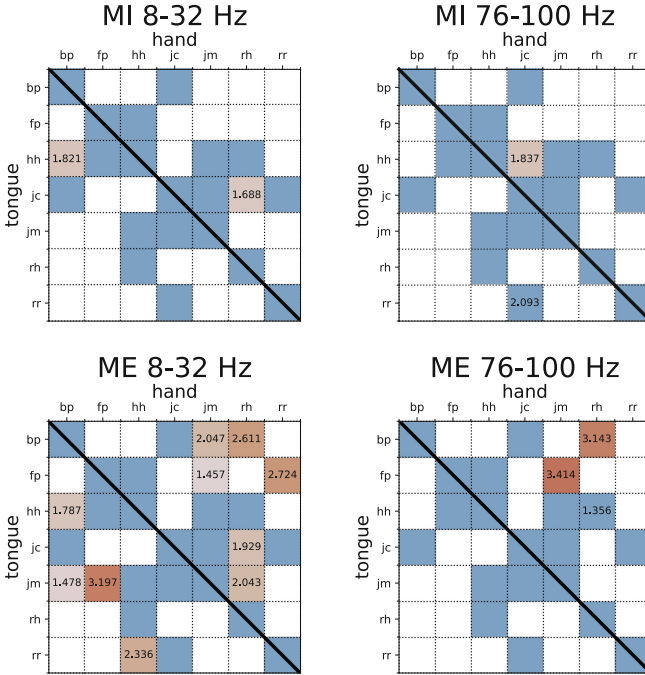 MI 8-32 Hz
hand
bp fp hh jc jm rh rr
tongue
bp
fp
hh 1.821
jc 1.688
jm
rh
rr
MI 76-100 Hz
hand
bp fp hh jc jm rh rr
tongue
bp
fp
hh 1.837
jc
jm
rh
rr 2.093
ME 8-32 Hz
hand
bp fp hh jc jm rh rr
tongue
bp 2.047 2.611
fp 1.457 2.724
hh 1.787
jc 1.929
jm 1.478 3.197 2.043
rh
rr 2.336
ME 76-100 Hz
hand
bp fp hh jc jm rh rr
tongue
bp 3.143
fp 3.414
hh 1.356
jc
jm
rh
rr